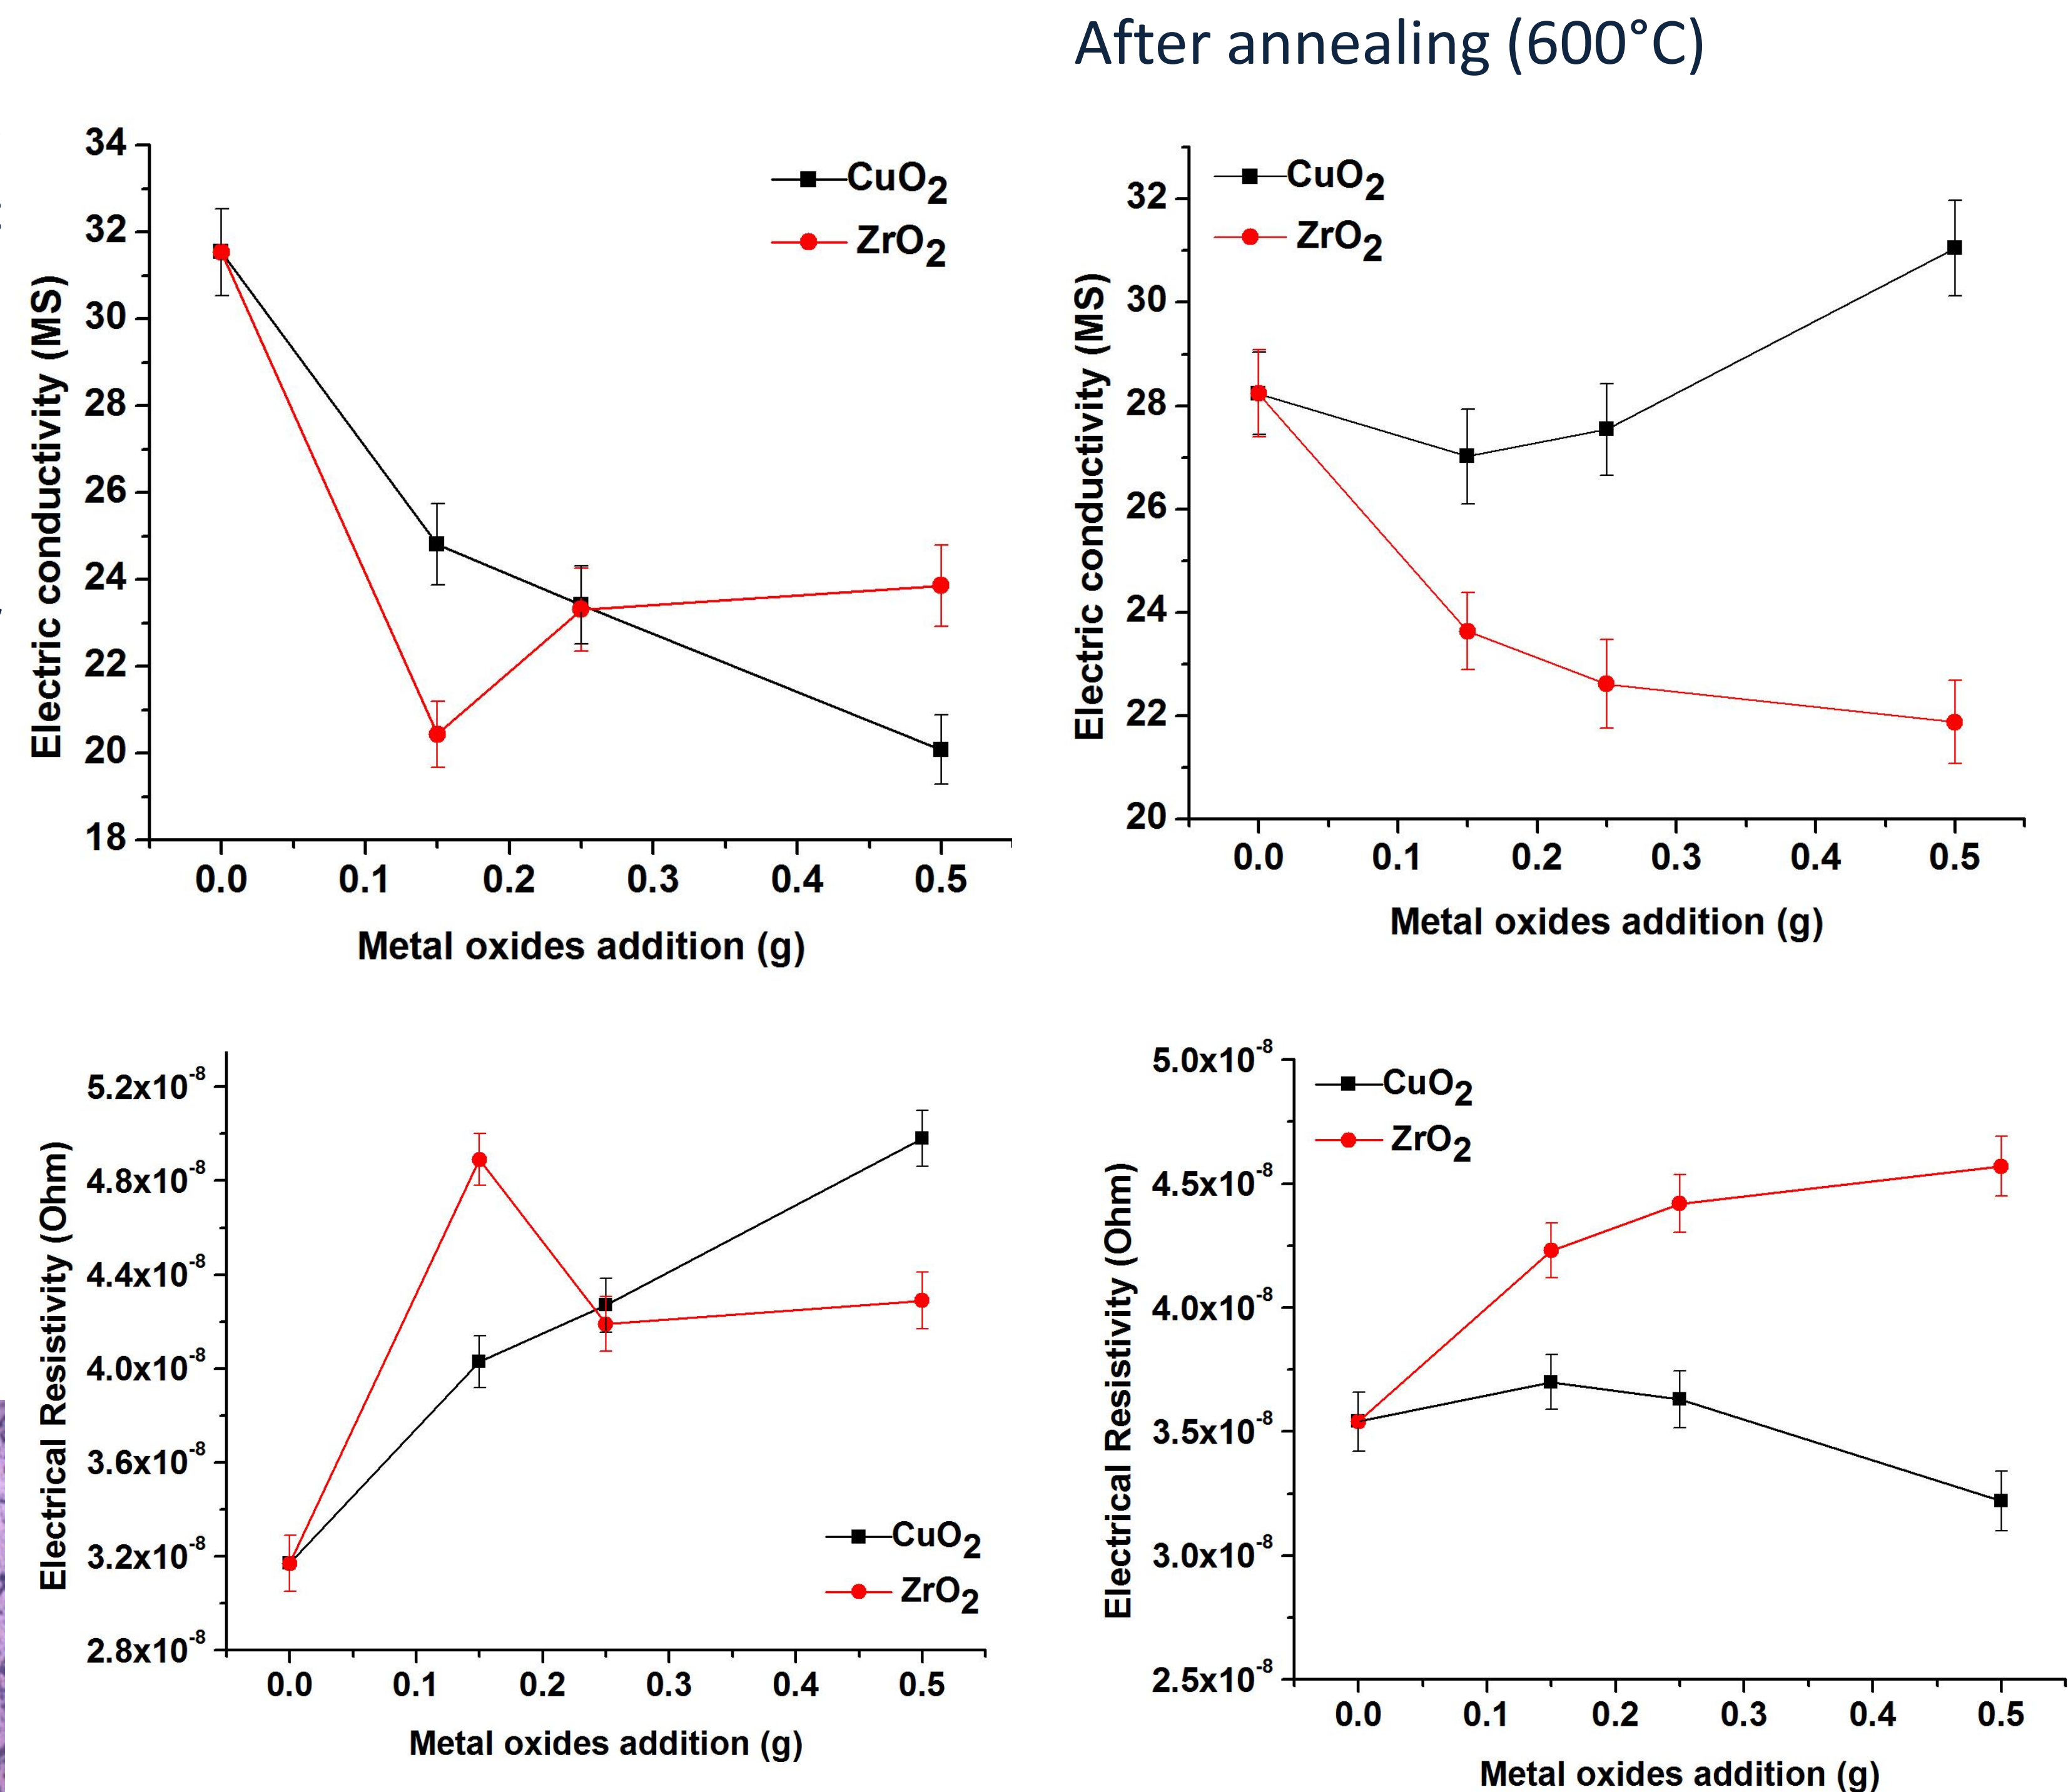 After annealing (600°C)
34
32
30
28
26
24
22
20
18
Electric conductivity (MS)
CuO2
ZrO2
0.0 0.1 0.2 0.3 0.4 0.5
Metal oxides addition (g)
32
30
28
26
24
22
20
Electric conductivity (MS)
CuO2
ZrO2
0.0 0.1 0.2 0.3 0.4 0.5
Metal oxides addition (g)
5.2x10-8
4.8x10-8
4.4x10-8
4.0x10-8
3.6x10-8
3.2x10-8
2.8x10-8
Electrical Resistivity (Ohm)
CuO2
ZrO2
0.0 0.1 0.2 0.3 0.4 0.5
Metal oxides addition (g)
5.0x10-8
4.5x10-8
4.0x10-8
3.5x10-8
3.0x10-8
2.5x10-8
Electrical Resistivity (Ohm)
CuO2
ZrO2
0.0 0.1 0.2 0.3 0.4 0.5
Metal oxides addition (g)